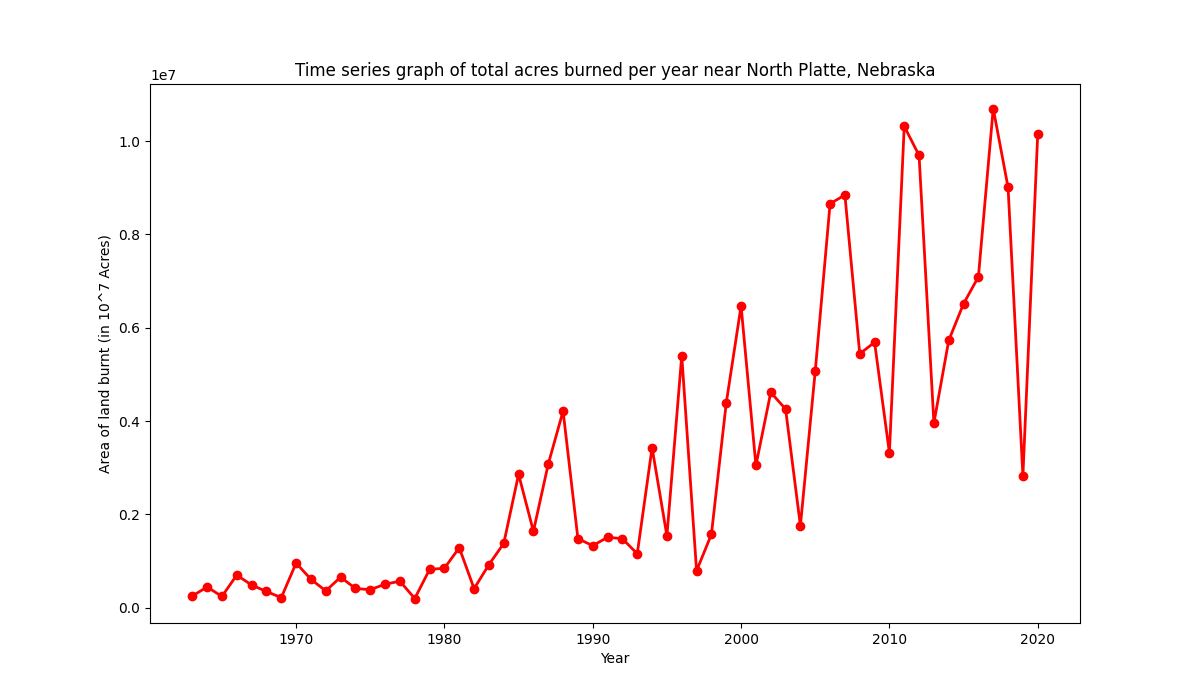 Time series graph of total acres burned per year near North Platte, Nebraska
1e7
1.0
0.8
0.6
0.4
0.2
0.0
Area of land burnt (in 10^7 Acres)
1970 1980 1990 2000 2010 2020
Year